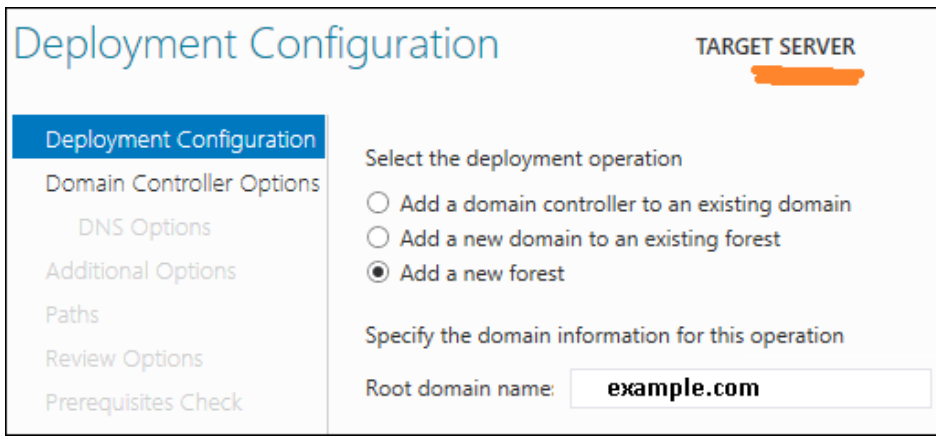 Deployment Configuration
TARGET SERVER
Deployment Configuration
Domain Controller Options
DNS Options
Additional Options
Paths
Review Options
Prerequisites Check
Select the deployment operation
Add a domain controller to an existing domain
Add a new domain to an existing forest
Add a new forest
Specify the domain information for this operation
Root domain name:
example.com